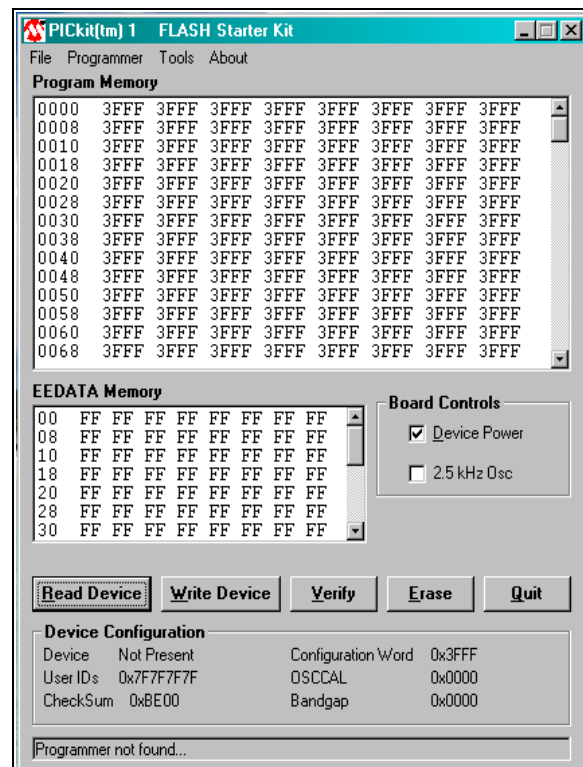 PICkit(tm) 1 FLASH Starter Kit
File Programmer Tools About
Program Memory
0000 3FFF 3FFF 3FFF 3FFF 3FFF 3FFF 3FFF 3FFF
0008 3FFF 3FFF 3FFF 3FFF 3FFF 3FFF 3FFF 3FFF
0010 3FFF 3FFF 3FFF 3FFF 3FFF 3FFF 3FFF 3FFF
0018 3FFF 3FFF 3FFF 3FFF 3FFF 3FFF 3FFF 3FFF
0020 3FFF 3FFF 3FFF 3FFF 3FFF 3FFF 3FFF 3FFF
0028 3FFF 3FFF 3FFF 3FFF 3FFF 3FFF 3FFF 3FFF
0030 3FFF 3FFF 3FFF 3FFF 3FFF 3FFF 3FFF 3FFF
0038 3FFF 3FFF 3FFF 3FFF 3FFF 3FFF 3FFF 3FFF
0040 3FFF 3FFF 3FFF 3FFF 3FFF 3FFF 3FFF 3FFF
0048 3FFF 3FFF 3FFF 3FFF 3FFF 3FFF 3FFF 3FFF
0050 3FFF 3FFF 3FFF 3FFF 3FFF 3FFF 3FFF 3FFF
0058 3FFF 3FFF 3FFF 3FFF 3FFF 3FFF 3FFF 3FFF
0060 3FFF 3FFF 3FFF 3FFF 3FFF 3FFF 3FFF 3FFF
0068 3FFF 3FFF 3FFF 3FFF 3FFF 3FFF 3FFF 3FFF
EEDATA Memory
00 FF FF FF FF FF FF FF FF
08 FF FF FF FF FF FF FF FF
10 FF FF FF FF FF FF FF FF
18 FF FF FF FF FF FF FF FF
20 FF FF FF FF FF FF FF FF
28 FF FF FF FF FF FF FF FF
30 FF FF FF FF FF FF FF FF
Board Controls
Device Power
2.5 kHz Osc
Read Device Write Device Verify Erase Quit
Device Configuration
Device Not Present Configuration Word 0x3FFF
User IDs 0x7F7F7F7F OSCCAL 0x0000
CheckSum 0xBE00 Bandgap 0x0000
Programmer not found...